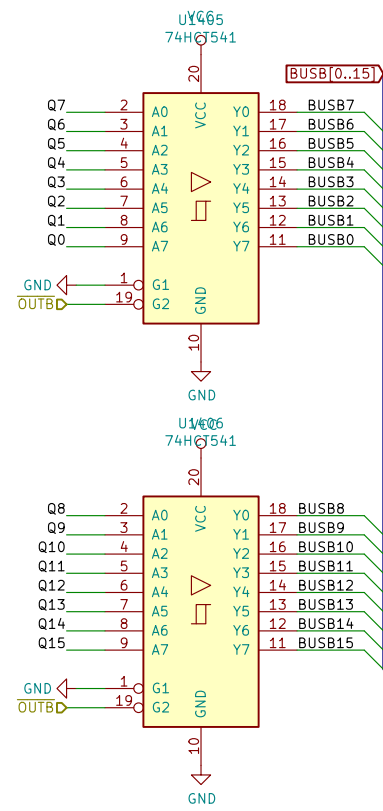 VCC
U1405
74HCT541
20
BUSB[0..15]
VCC
Q7 2 A0 Y0 18 BUSB7
Q6 3 A1 Y1 17 BUSB6
Q5 4 A2 Y2 16 BUSB5
Q4 5 A3 Y3 15 BUSB4
Q3 6 A4 Y4 14 BUSB3
Q2 7 A5 Y5 13 BUSB2
Q1 8 A6 Y6 12 BUSB1
Q0 9 A7 Y7 11 BUSB0
GND 1 G1
OUTB 19 G2
GND
10
GND
VCC
U1406
74HCT541
20
VCC
Q8 2 A0 Y0 18 BUSB8
Q9 3 A1 Y1 17 BUSB9
Q10 4 A2 Y2 16 BUSB10
Q11 5 A3 Y3 15 BUSB11
Q12 6 A4 Y4 14 BUSB12
Q13 7 A5 Y5 13 BUSB13
Q14 8 A6 Y6 12 BUSB14
Q15 9 A7 Y7 11 BUSB15
GND 1 G1
OUTB 19 G2
GND
10
GND